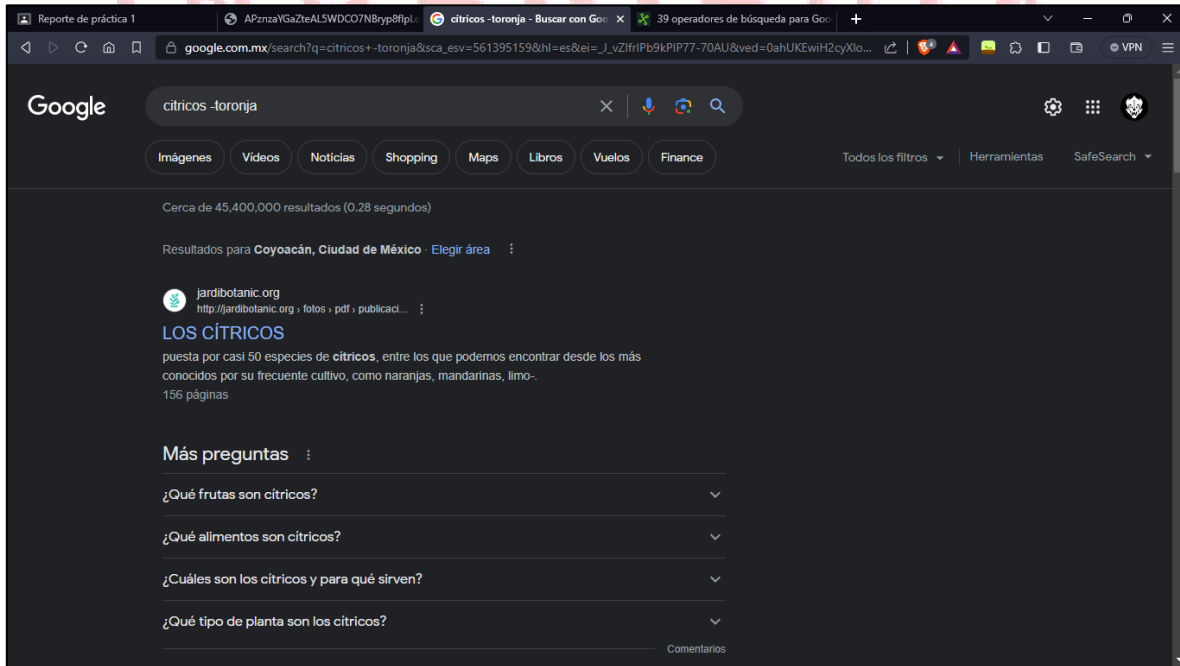 Reporte de práctica 1
APznzaYGaZteAL5WDCO7NBryp8flpLc
citricos -toronja - Buscar con Goo
39 operadores de búsqueda para Goo
google.com.mx/search?q=citricos+-toronja&sca_esv=561395159&hl=es&ei=_J_vZIfrIPb9kPIP77-70AU&ved=0ahUKEwiH2cyXlo...
VPN
Google
citricos -toronja
Imágenes
Vídeos
Noticias
Shopping
Maps
Libros
Vuelos
Finance
Todos los filtros
Herramientas
SafeSearch
Cerca de 45,400,000 resultados (0.28 segundos)
Resultados para Coyoacán, Ciudad de México · Elegir área
jardibotanic.org
http://jardibotanic.org › fotos › pdf › publicaci...
LOS CÍTRICOS
puesta por casi 50 especies de cítricos, entre los que podemos encontrar desde los más
conocidos por su frecuente cultivo, como naranjas, mandarinas, limo-.
156 páginas
Más preguntas
¿Qué frutas son cítricos?
¿Qué alimentos son cítricos?
¿Cuáles son los cítricos y para qué sirven?
¿Qué tipo de planta son los cítricos?
Comentarios